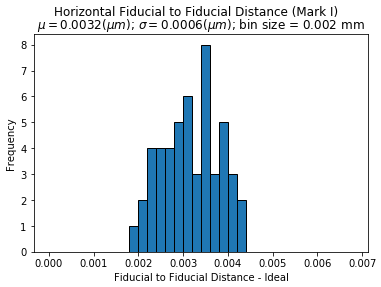 Horizontal Fiducial to Fiducial Distance (Mark I)
μ = 0.0032(μm); σ = 0.0006(μm); bin size = 0.002 mm
8
7
6
5
4
3
2
1
0
Frequency
0.000 0.001 0.002 0.003 0.004 0.005 0.006 0.007
Fiducial to Fiducial Distance - Ideal